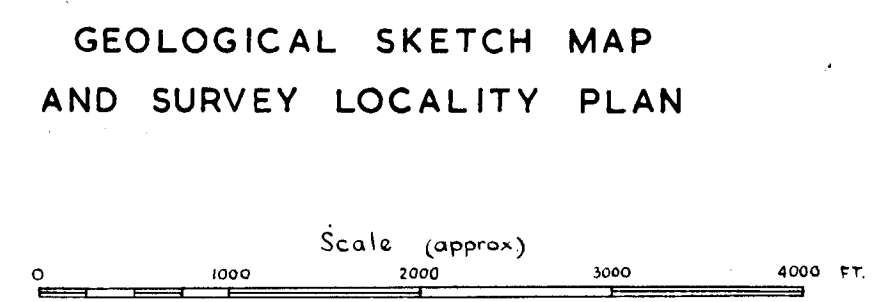 GEOLOGICAL SKETCH MAP
AND SURVEY LOCALITY PLAN
Scale (approx.)
0 1000 2000 3000 4000 FT.